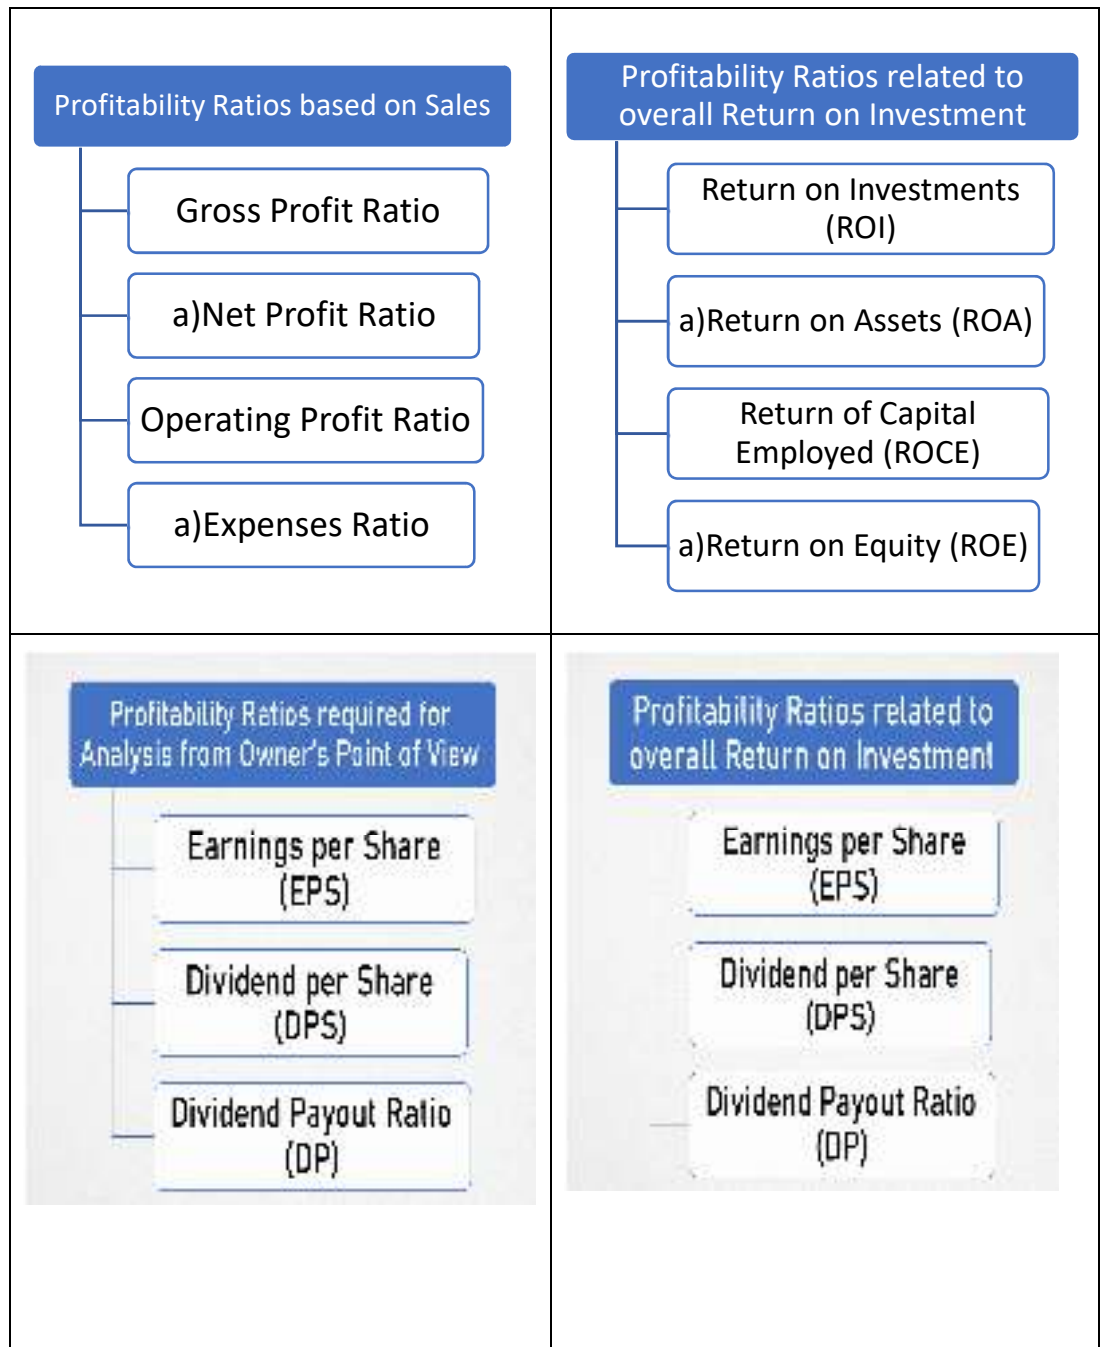 Profitability Ratios based on Sales
Gross Profit Ratio
a)Net Profit Ratio
Operating Profit Ratio
a)Expenses Ratio
Profitability Ratios related to
overall Return on Investment
Return on Investments
(ROI)
a)Return on Assets (ROA)
Return of Capital
Employed (ROCE)
a)Return on Equity (ROE)
Profitability Ratios required for
Analysis from Owner's Point of View
Earnings per Share
(EPS)
Dividend per Share
(DPS)
Dividend Payout Ratio
(DP)
Profitability Ratios related to
overall Return on Investment
Earnings per Share
(EPS)
Dividend per Share
(DPS)
Dividend Payout Ratio
(DP)